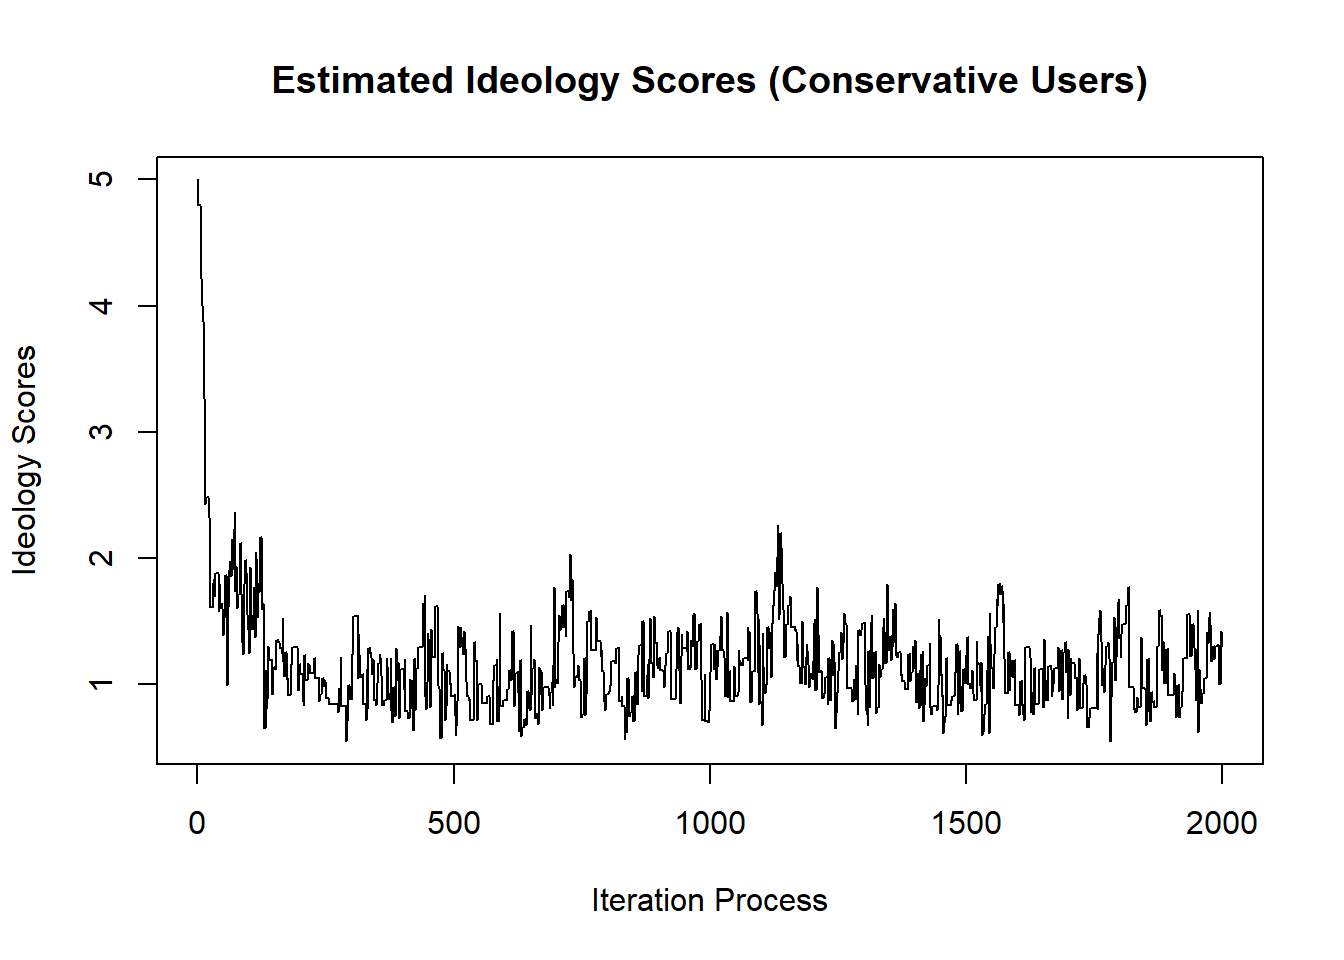 Estimated Ideology Scores (Conservative Users)
5
4
3
2
1
Ideology Scores
0 500 1000 1500 2000
Iteration Process